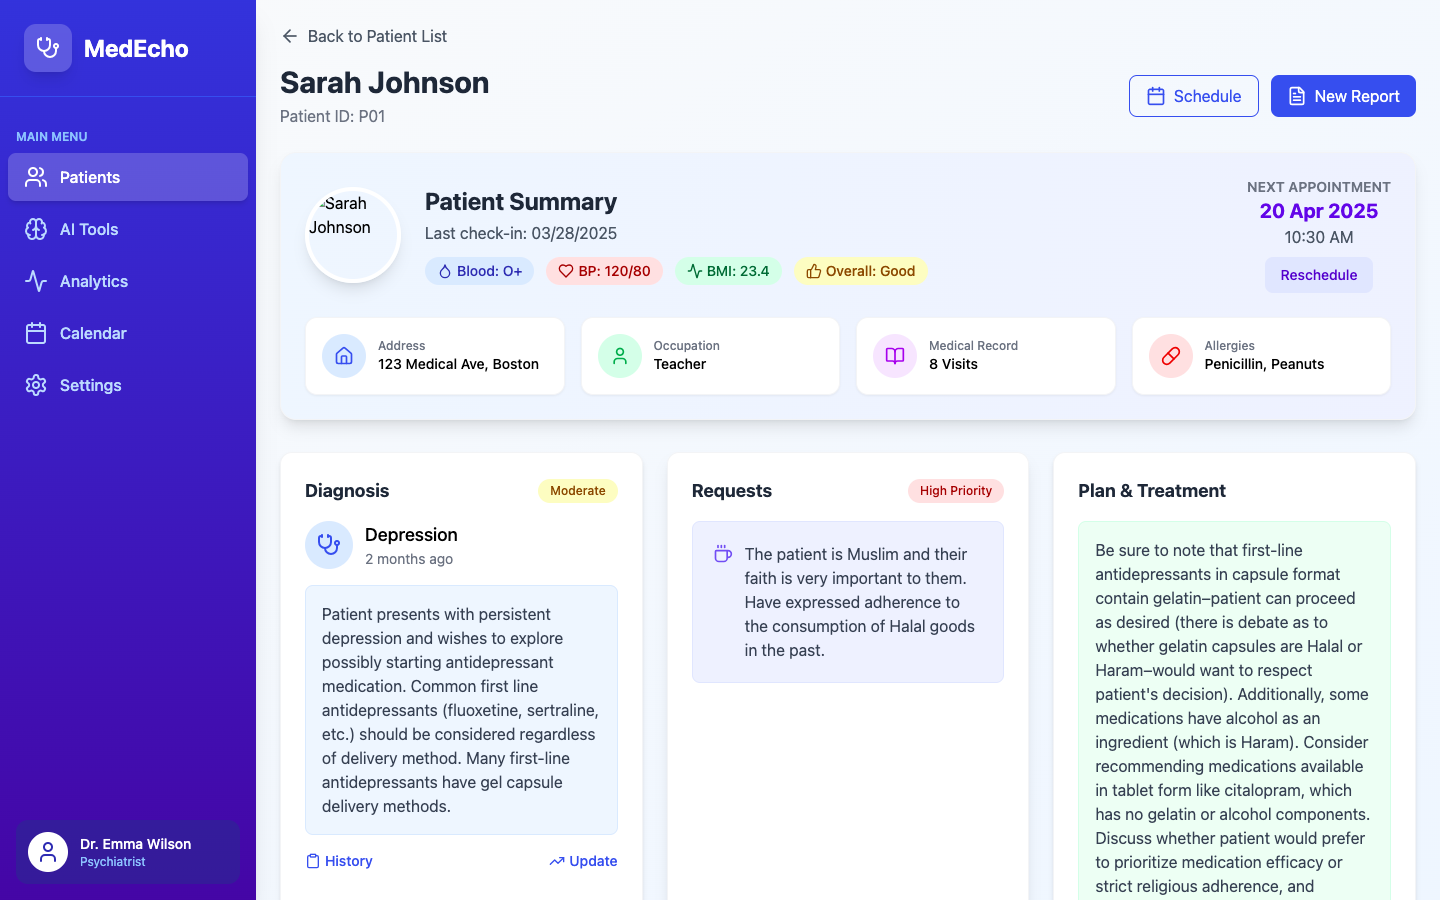 MedEcho
MAIN MENU
Patients
AI Tools
Analytics
Calendar
Settings
Dr. Emma Wilson
Psychiatrist
Back to Patient List
Sarah Johnson
Patient ID: P01
Schedule
New Report
Sarah
Johnson
Patient Summary
Last check-in: 03/28/2025
Blood: O+
BP: 120/80
BMI: 23.4
Overall: Good
NEXT APPOINTMENT
20 Apr 2025
10:30 AM
Reschedule
Address
123 Medical Ave, Boston
Occupation
Teacher
Medical Record
8 Visits
Allergies
Penicillin, Peanuts
Diagnosis
Moderate
Depression
2 months ago
Patient presents with persistent
depression and wishes to explore
possibly starting antidepressant
medication. Common first line
antidepressants (fluoxetine, sertraline,
etc.) should be considered regardless
of delivery method. Many first-line
antidepressants have gel capsule
delivery methods.
History
Update
Requests
High Priority
The patient is Muslim and their
faith is very important to them.
Have expressed adherence to
the consumption of Halal goods
in the past.
Plan & Treatment
Be sure to note that first-line
antidepressants in capsule format
contain gelatin–patient can proceed
as desired (there is debate as to
whether gelatin capsules are Halal or
Haram–would want to respect
patient's decision). Additionally, some
medications have alcohol as an
ingredient (which is Haram). Consider
recommending medications available
in tablet form like citalopram, which
has no gelatin or alcohol components.
Discuss whether patient would prefer
to prioritize medication efficacy or
strict religious adherence, and